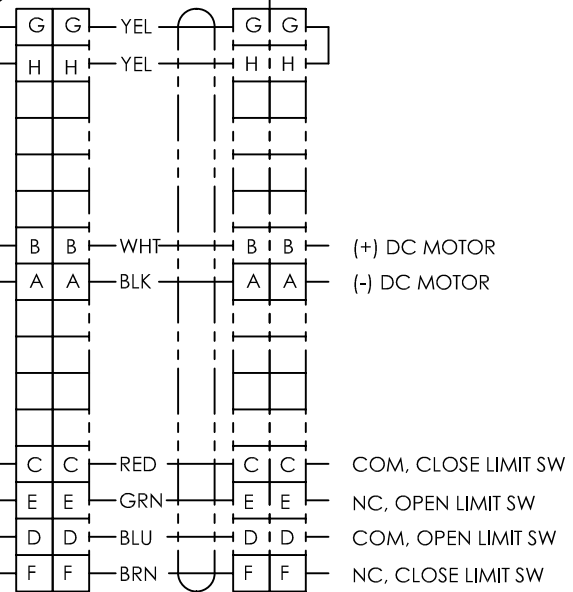 G G YEL G G
H H YEL H H
B B WHT B B (+) DC MOTOR
A A BLK A A (-) DC MOTOR
C C RED C C COM, CLOSE LIMIT SW
E E GRN E E NC, OPEN LIMIT SW
D D BLU D D COM, OPEN LIMIT SW
F F BRN F F NC, CLOSE LIMIT SW